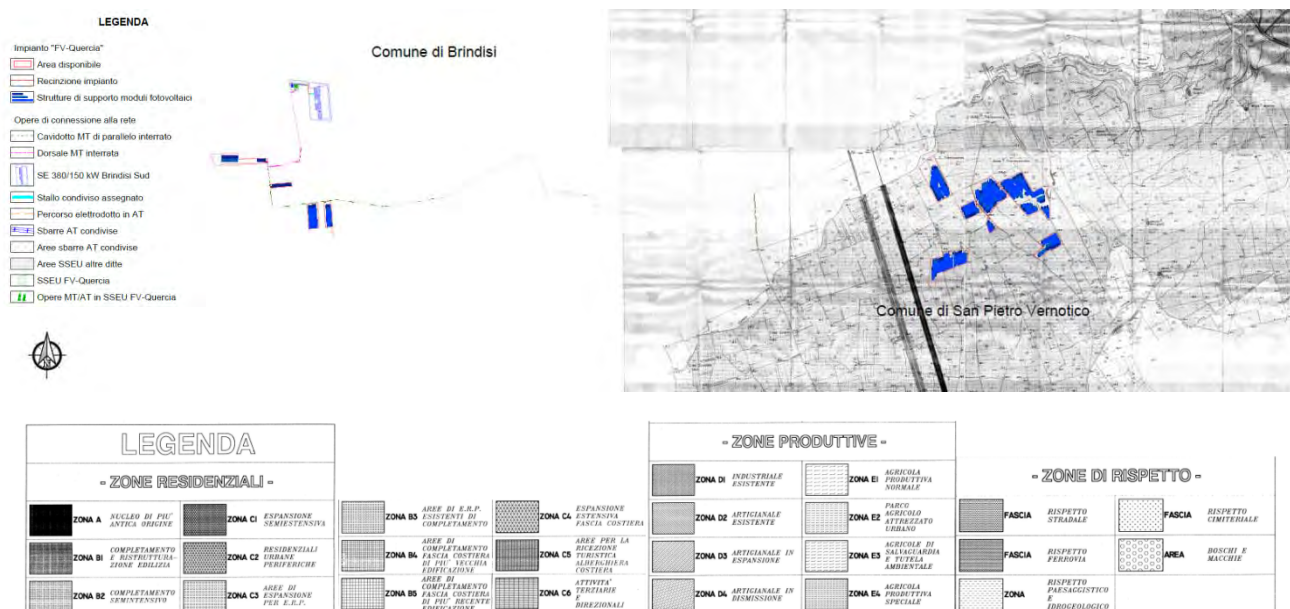 LEGENDA
Impianto "FV-Quercia"
Area disponibile
Recinzione impianto
Strutture di supporto moduli fotovoltaici
Opere di connessione alla rete
Cavidotto MT di parallelo interrato
Dorsale MT interrata
SE 380/150 kW Brindisi Sud
Stallo condiviso assegnato
Percorso elettrodotto in AT
Sbarre AT condivise
Aree sbarre AT condivise
Aree SSEU altre ditte
SSEU FV-Quercia
Opere MT/AT in SSEU FV-Quercia
Comune di Brindisi
Comune di San Pietro Vernotico
LEGENDA
- ZONE RESIDENZIALI -
ZONA A NUCLEO DI PIU'
ANTICA ORIGINE
ZONA B1 COMPLETAMENTO
E RISTRUTTURA-
ZIONE EDILIZIA
ZONA B2 COMPLETAMENTO
SEMINTENSIVO
ZONA C1 ESPANSIONE
SEMIESTENSIVA
ZONA C2 RESIDENZIALI
URBANE
PERIFERICHE
ZONA C3 AREE DI
ESPANSIONE
PER E.R.P.
ZONA B3 AREE DI E.R.P.
ESISTENTI DI
COMPLETAMENTO
ZONA B4 AREE DI
COMPLETAMENTO
FASCIA COSTIERA
DI PIU' VECCHIA
EDIFICAZIONE
ZONA B5 AREE DI
COMPLETAMENTO
FASCIA COSTIERA
DI PIU' RECENTE
EDIFICAZIONE
ZONA C4 ESPANSIONE
ESTENSIVA
FASCIA COSTIERA
ZONA C5 AREE PER LA
RICEZIONE
TURISTICA
ALBERGHIERA
COSTIERA
ZONA C6 ATTIVITA'
TERZIARIE
E
DIREZIONALI
- ZONE PRODUTTIVE -
ZONA D1 INDUSTRIALE
ESISTENTE
ZONA D2 ARTIGIANALE
ESISTENTE
ZONA D3 ARTIGIANALE IN
ESPANSIONE
ZONA D4 ARTIGIANALE IN
DISMISSIONE
ZONA E1 AGRICOLA
PRODUTTIVA
NORMALE
ZONA E2 PARCO
AGRICOLO
ATTREZZATO
URBANO
ZONA E3 AGRICOLE DI
SALVAGUARDIA
E TUTELA
AMBIENTALE
ZONA E4 AGRICOLA
PRODUTTIVA
SPECIALE
- ZONE DI RISPETTO -
FASCIA RISPETTO
STRADALE
FASCIA RISPETTO
FERROVIA
ZONA RISPETTO
PAESAGGISTICO
E
IDROGEOLOGICO
FASCIA RISPETTO
CIMITERIALE
AREA BOSCHI E
MACCHIE